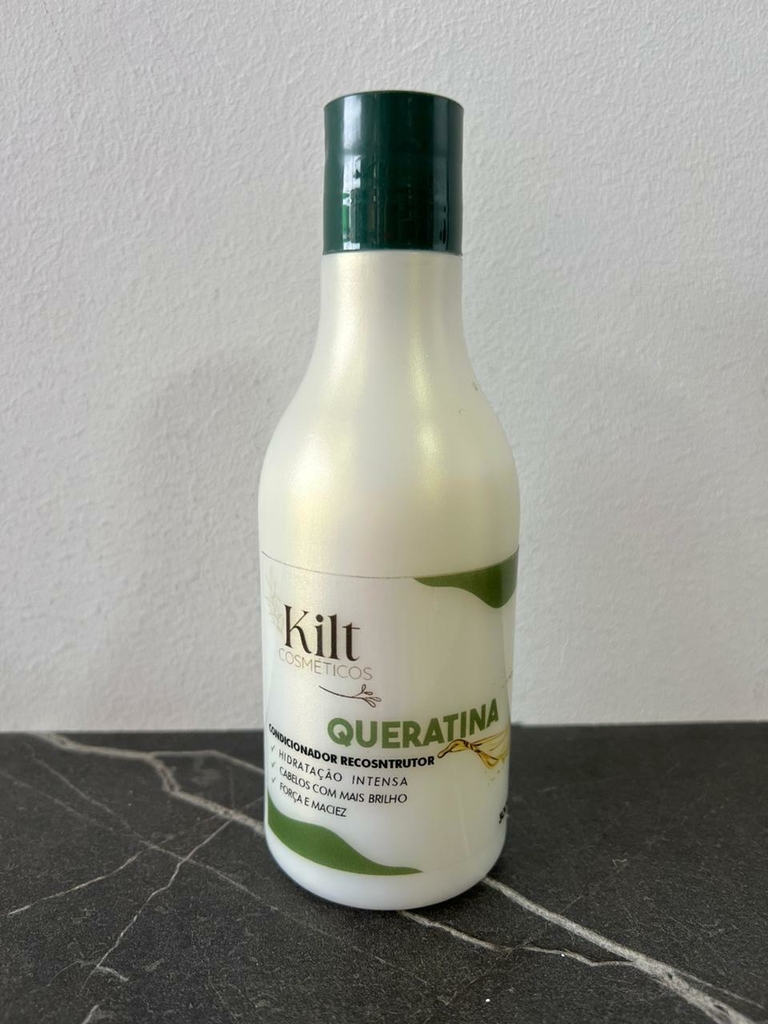 Kilt
COSMÉTICOS
QUERATINA
CONDICIONADOR RECOSNTRUTOR
✓ HIDRATAÇÃO INTENSA
✓ CABELOS COM MAIS BRILHO
✓ FORÇA E MACIEZ